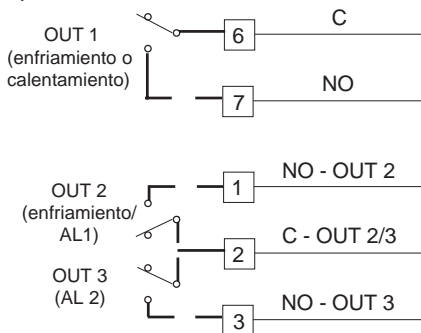 OUT 1
(enfriamiento o
calentamiento)
6
C
7
NO
OUT 2
(enfriamiento/
AL1)
OUT 3
(AL 2)
1
NO - OUT 2
2
C - OUT 2/3
3
NO - OUT 3